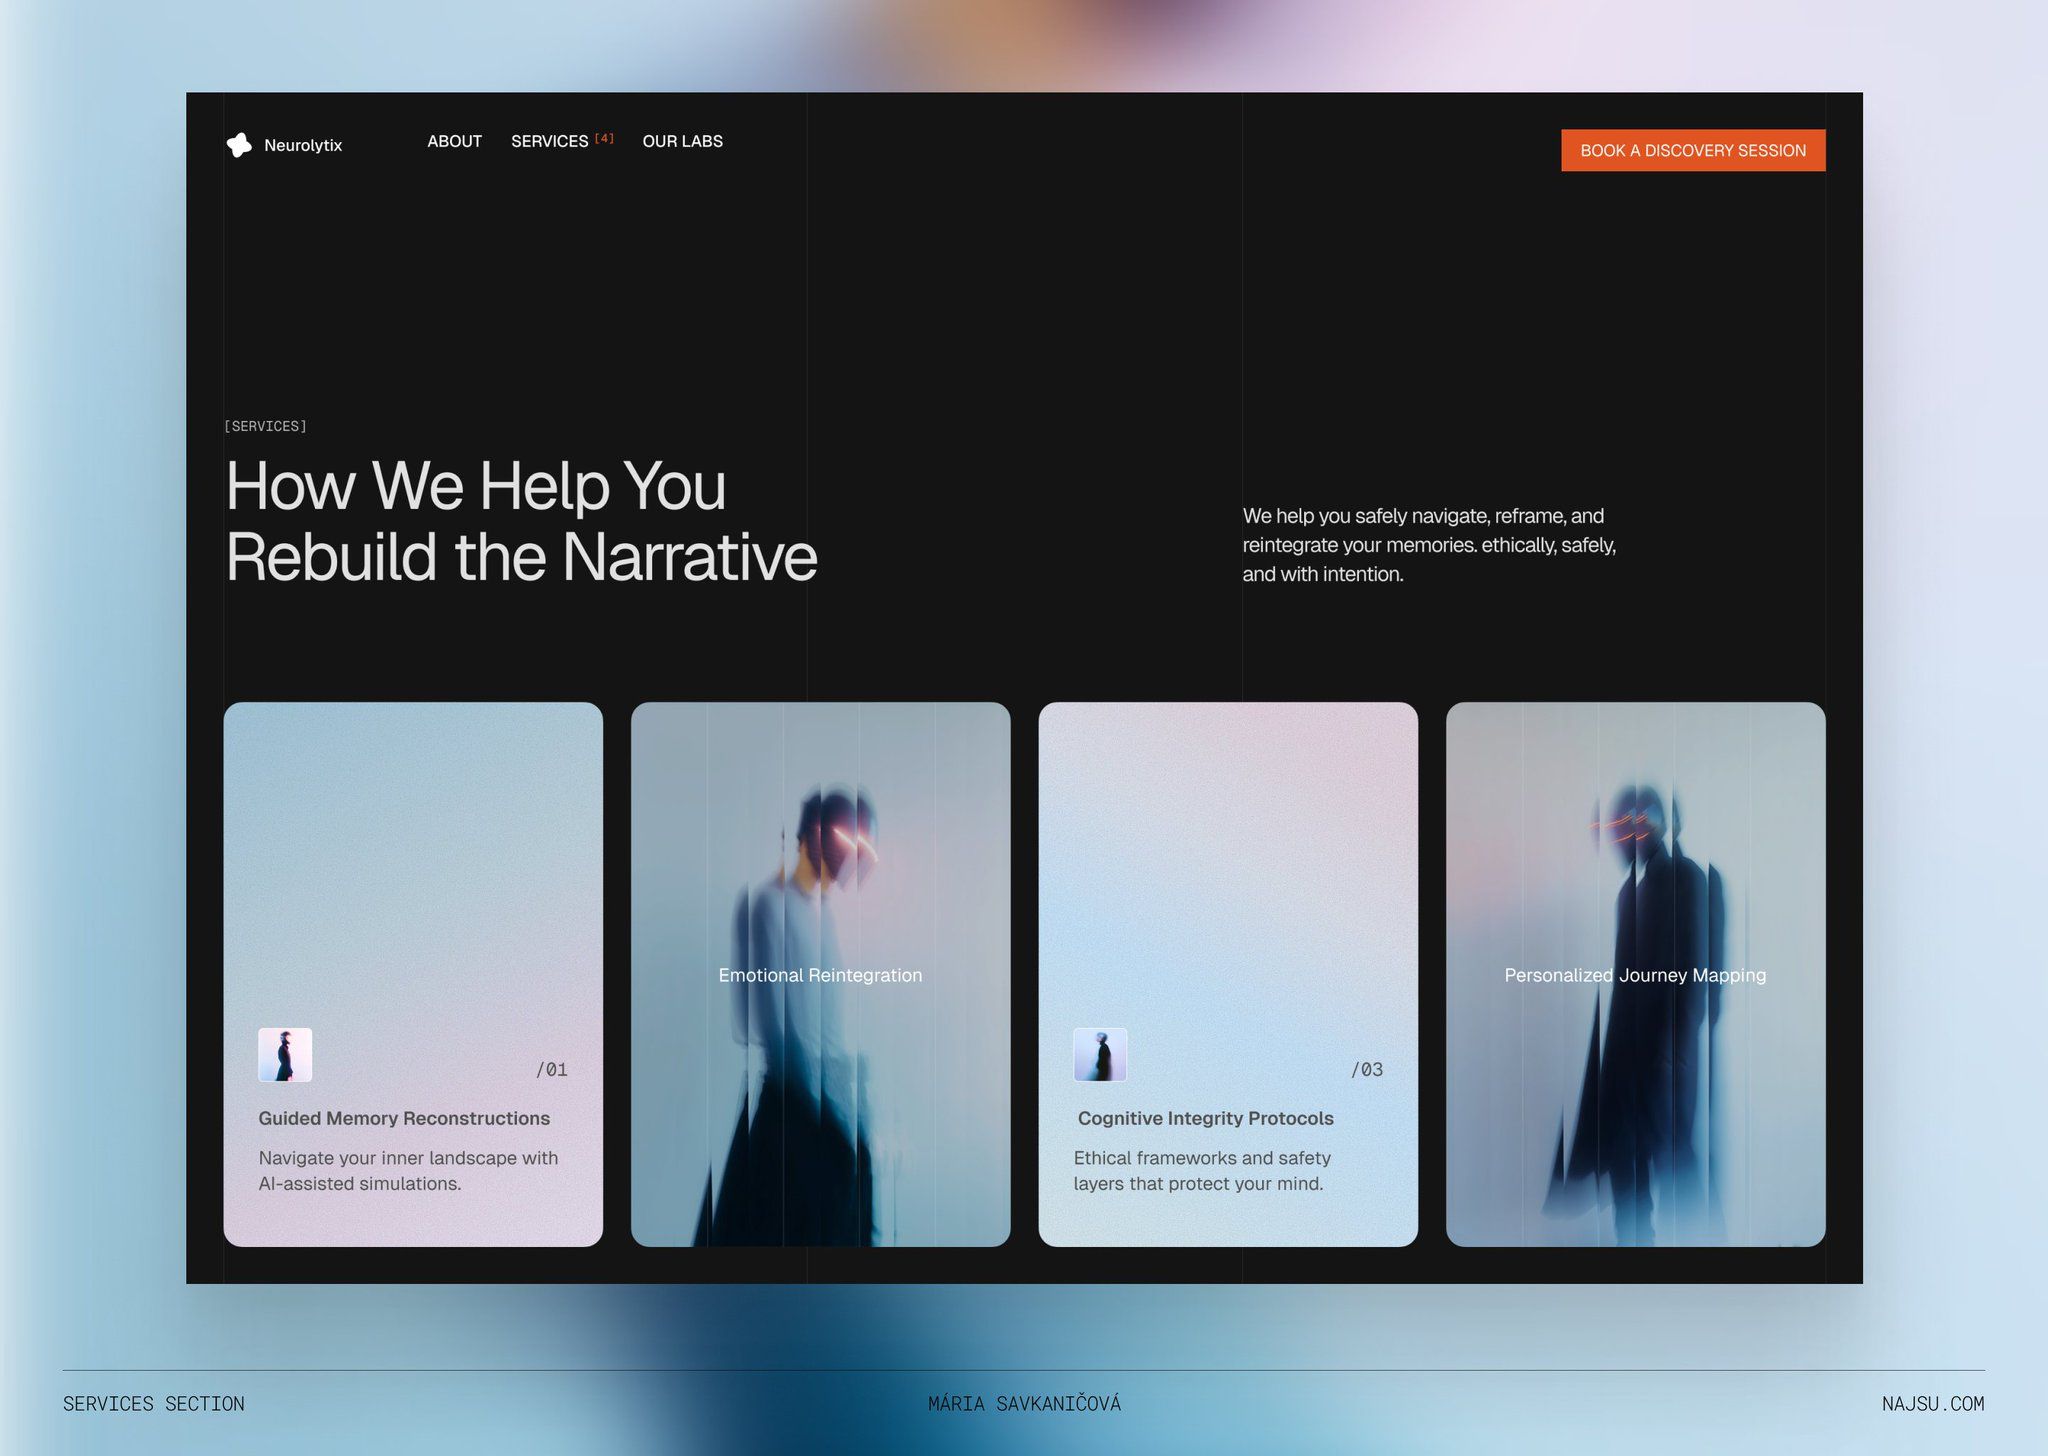 Neurolytix
ABOUT
SERVICES [4]
OUR LABS
BOOK A DISCOVERY SESSION
[SERVICES]
How We Help You
Rebuild the Narrative
We help you safely navigate, reframe, and
reintegrate your memories. ethically, safely,
and with intention.
/01
Guided Memory Reconstructions
Navigate your inner landscape with
AI-assisted simulations.
Emotional Reintegration
/03
Cognitive Integrity Protocols
Ethical frameworks and safety
layers that protect your mind.
Personalized Journey Mapping
SERVICES SECTION
MÁRIA SAVKANIČOVÁ
NAJSU.COM